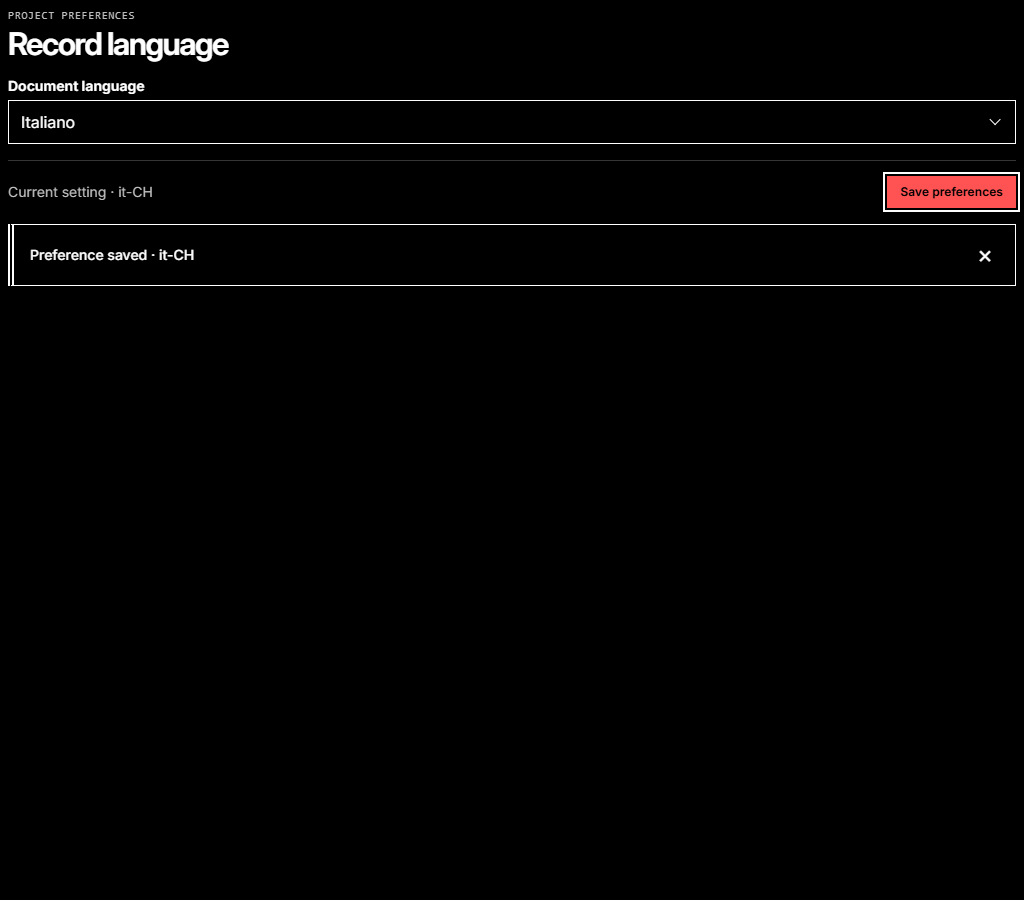 PROJECT PREFERENCES
Record language
Document language
Italiano
Current setting · it-CH
Save preferences
Preference saved · it-CH